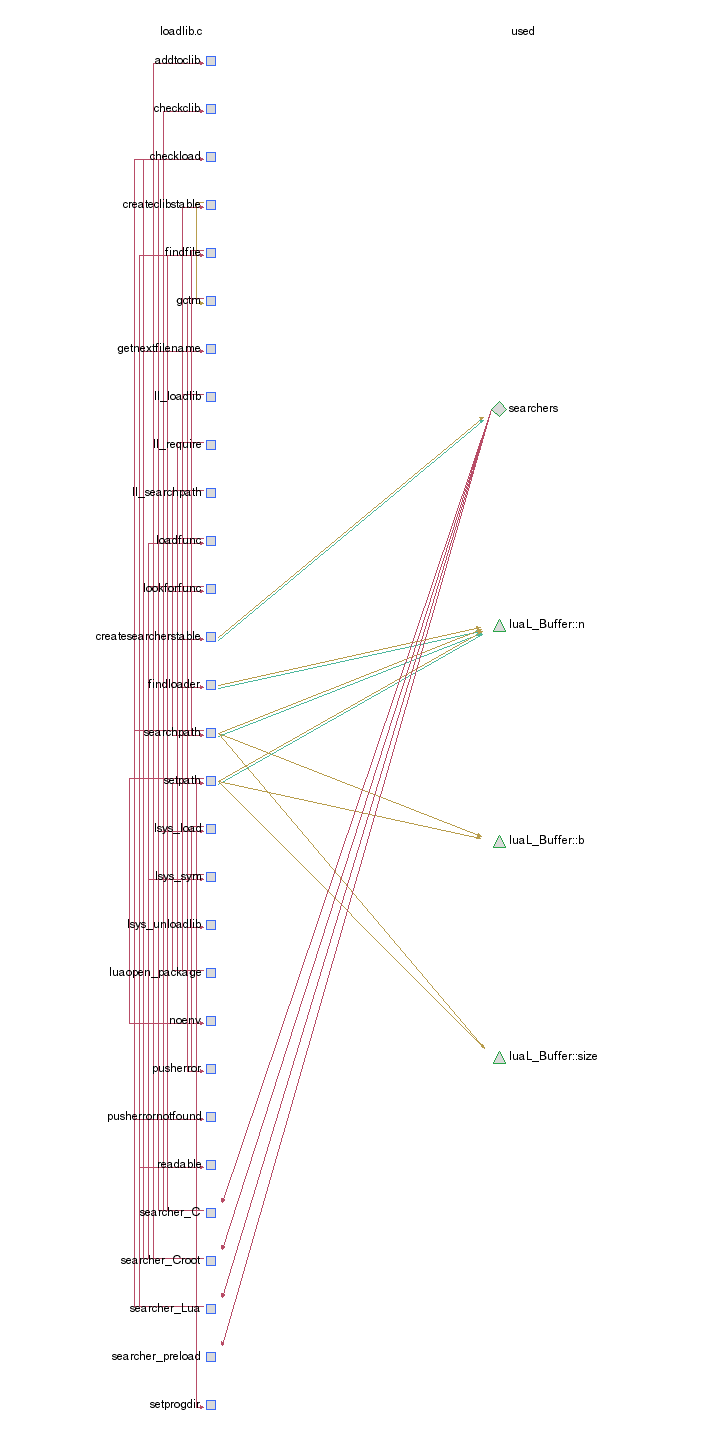 loadlib.c
used
addtoclib
checkclib
checkload
createclibstable
findfile
gctm
getnextfilename
ll_loadlib
searchers
ll_require
ll_searchpath
loadfunc
lookforfunc
luaL_Buffer::n
createsearcherstable
findloader
searchpath
setpath
lsys_load
luaL_Buffer::b
lsys_sym
lsys_unloadlib
luaopen_package
noenv
luaL_Buffer::size
pusherror
pusherrornotfound
readable
searcher_C
searcher_Croot
searcher_Lua
searcher_preload
setprogdir